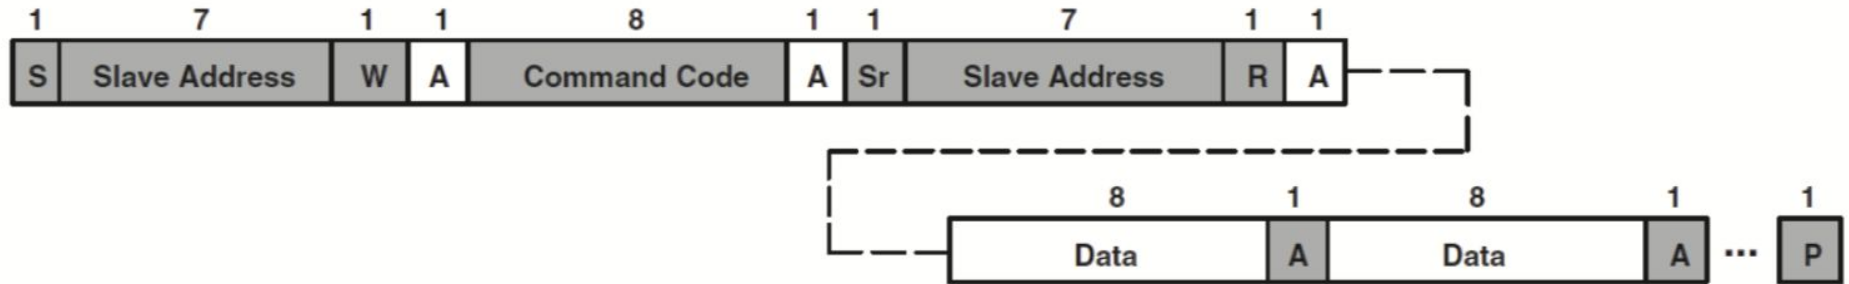 1 7 1 1 8 1 1 7 1 1
S Slave Address W A Command Code A Sr Slave Address R A
8 1 8 1 1
Data A Data A ... P